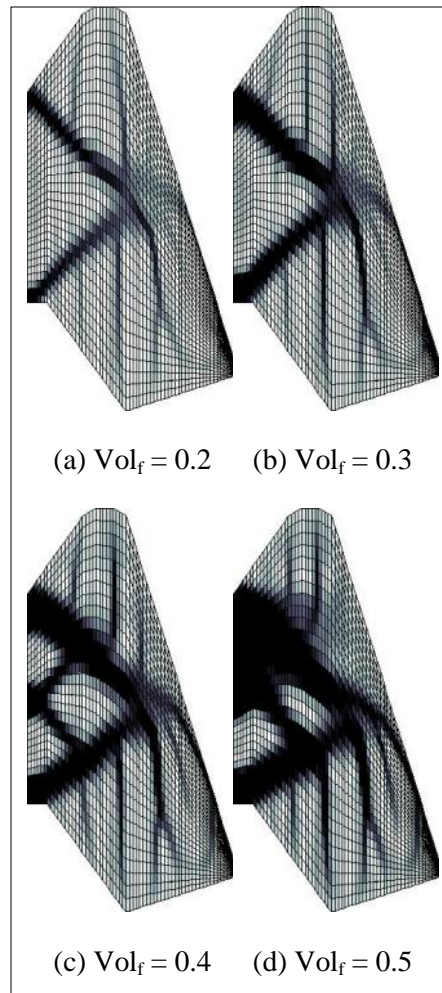 (a) Vol_f = 0.2 (b) Vol_f = 0.3
(c) Vol_f = 0.4 (d) Vol_f = 0.5